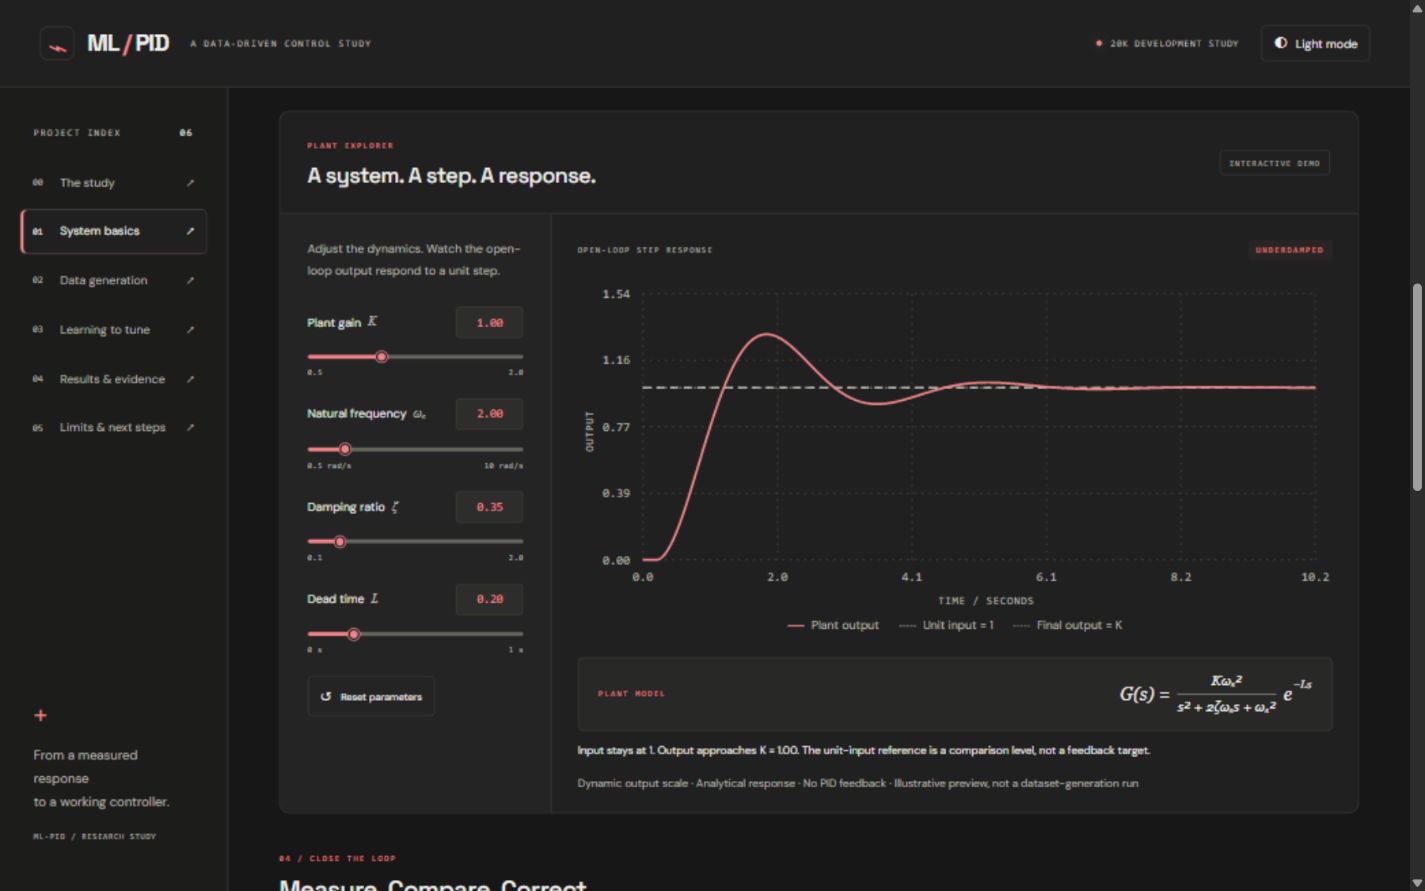 ML/PID
A DATA-DRIVEN CONTROL STUDY
20K DEVELOPMENT STUDY
Light mode
PROJECT INDEX 06
00 The study ↗
01 System basics ↗
02 Data generation ↗
03 Learning to tune ↗
04 Results & evidence ↗
05 Limits & next steps ↗
+
From a measured
response
to a working controller.
ML-PID / RESEARCH STUDY
PLANT EXPLORER
A system. A step. A response.
INTERACTIVE DEMO
Adjust the dynamics. Watch the open-
loop output respond to a unit step.
Plant gain K 1.00
0.5 2.0
Natural frequency ωₙ 2.00
0.5 rad/s 10 rad/s
Damping ratio ζ 0.35
0.1 2.0
Dead time L 0.20
0 s 1 s
↺ Reset parameters
OPEN-LOOP STEP RESPONSE
UNDERDAMPED
1.54
1.16
0.77
0.39
0.00
OUTPUT
0.0 2.0 4.1 6.1 8.2 10.2
TIME / SECONDS
Plant output Unit input = 1 Final output = K
PLANT MODEL
G(s) = Kωₙ² / (s² + 2ζωₙs + ωₙ²) e^(-Ls)
Input stays at 1. Output approaches K = 1.00. The unit-input reference is a comparison level, not a feedback target.
Dynamic output scale · Analytical response · No PID feedback · Illustrative preview, not a dataset-generation run
04 / CLOSE THE LOOP
Measure. Compare. Correct.